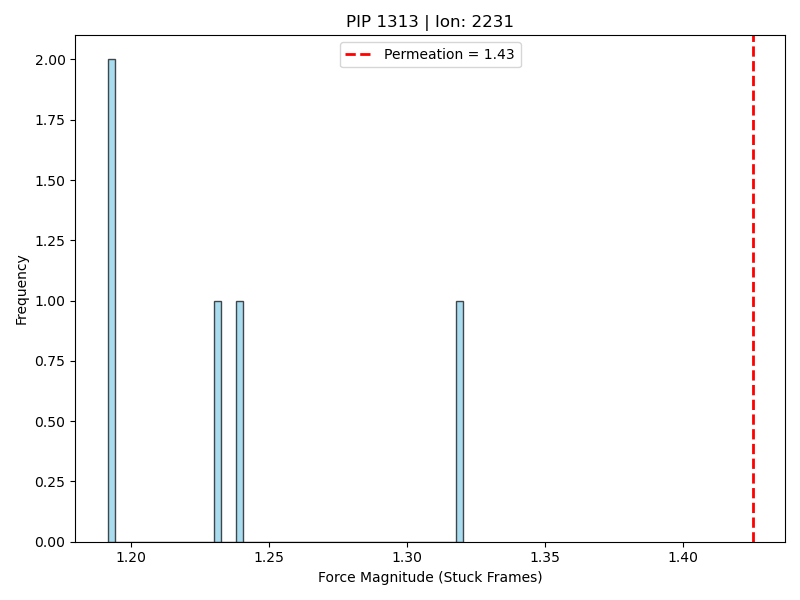 PIP 1313 | Ion: 2231
Permeation = 1.43
2.00
1.75
1.50
1.25
1.00
0.75
0.50
0.25
0.00
Frequency
1.20 1.25 1.30 1.35 1.40
Force Magnitude (Stuck Frames)